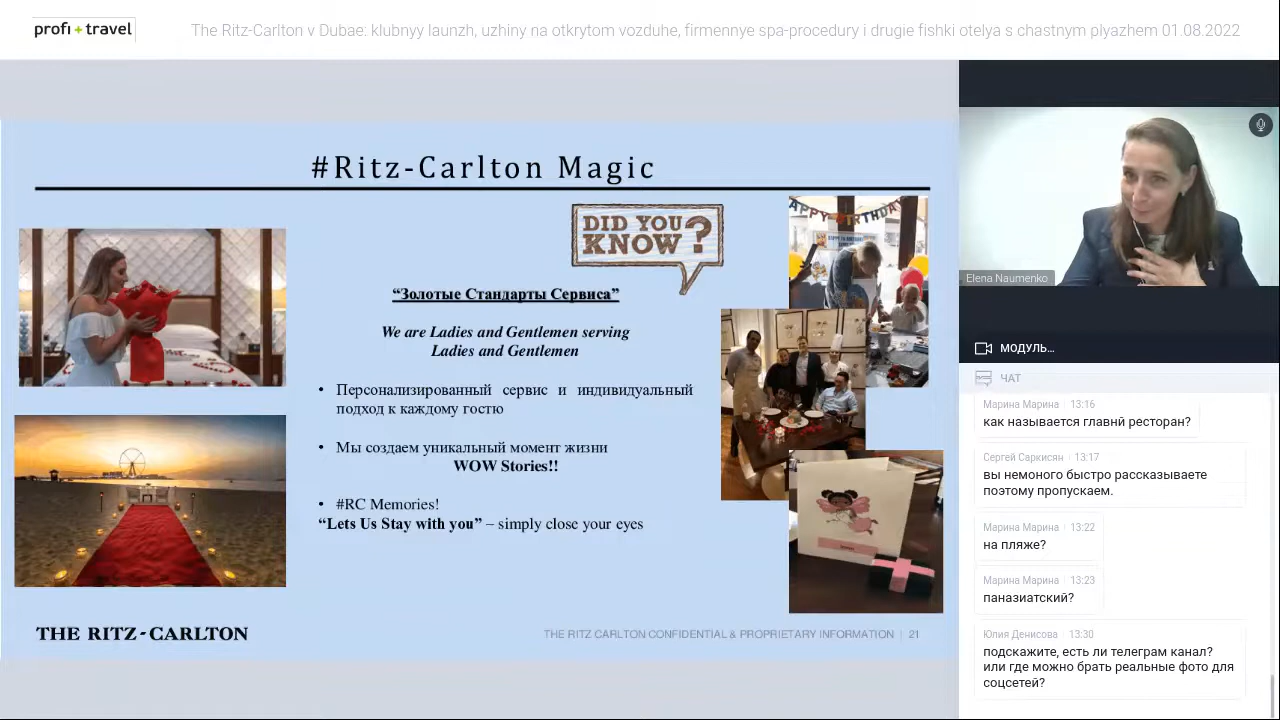 profi + travel
The Ritz-Carlton v Dubae: klubnyy launzh, uzhiny na otkrytom vozduhe, firmennye spa-procedury i drugie fishki otelya s chastnym plyazhem 01.08.2022
#Ritz-Carlton Magic
DID YOU
KNOW?
“Золотые Стандарты Сервиса”
We are Ladies and Gentlemen serving
Ladies and Gentlemen
• Персонализированный сервис и индивидуальный
подход к каждому гостю
• Мы создаем уникальный момент жизни
WOW Stories!!
• #RC Memories!
“Lets Us Stay with you” – simply close your eyes
THE RITZ-CARLTON
THE RITZ CARLTON CONFIDENTIAL & PROPRIETARY INFORMATION | 21
Elena Naumenko
МОДУЛЬ...
ЧАТ
Марина Марина 13:16
как называется главнй ресторан?
Сергей Саркисян 13:17
вы немоного быстро рассказываете
поэтому пропускаем.
Марина Марина 13:22
на пляже?
Марина Марина 13:23
паназиатский?
Юлия Денисова 13:30
подскажите, есть ли телеграм канал?
или где можно брать реальные фото для
соцсетей?